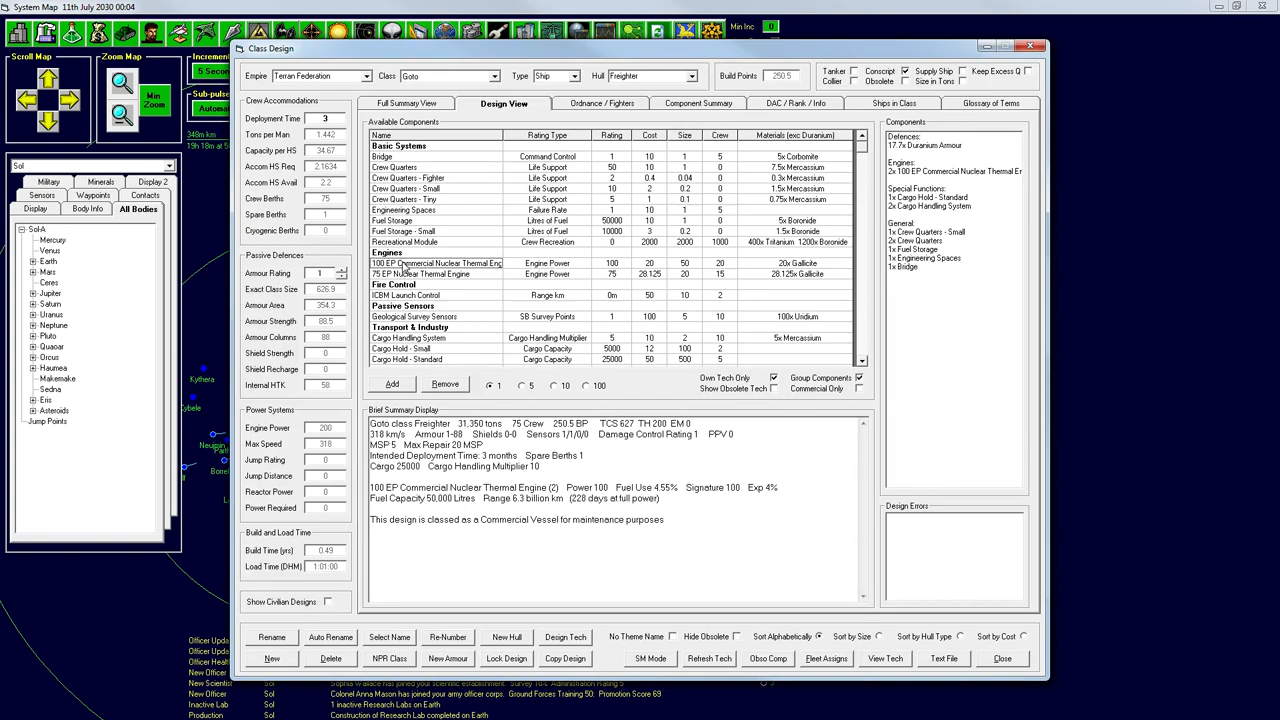 System Map 11th July 2030 00:04
Min Inc 0
Scroll Map
Zoom Map
Min
Zoom
Increment
5 Secon
Sub-pulse
Automat
348m km
Sol
Military Minerals Display 2
Sensors Waypoints Contacts
Display Body Info All Bodies
Sol-A
Mercury
Venus
Earth
Mars
Ceres
Jupiter
Saturn
Uranus
Neptune
Pluto
Quaoar
Orcus
Haumea
Makemake
Sedna
Eris
Asteroids
Jump Points
Kythera
Cybele
Class Design
Empire Terran Federation Class Goto Type Ship Hull Freighter Build Points 250.5
Tanker Conscript Supply Ship Keep Excess Q
Collier Obsolete Size in Tons
Crew Accommodations
Deployment Time 3
Tons per Man 1.442
Capacity per HS 34.67
Accom HS Req 2.1634
Accom HS Avail 2.2
Crew Berths 75
Spare Berths 1
Cryogenic Berths 0
Passive Defences
Armour Rating 1
Exact Class Size 626.9
Armour Area 354.3
Armour Strength 88.5
Armour Columns 88
Shield Strength 0
Shield Recharge 0
Internal HTK 58
Power Systems
Engine Power 200
Max Speed 318
Jump Rating 0
Jump Distance 0
Reactor Power 0
Power Required 0
Build and Load Time
Build Time (yrs) 0.49
Load Time (DHM) 1:01:00
Show Civilian Designs
Full Summary View Design View Ordnance / Fighters Component Summary DAC / Rank / Info Ships in Class Glossary of Terms
Available Components
Name Rating Type Rating Cost Size Crew Materials (exc Duranium)
Basic Systems
Bridge Command Control 1 10 1 5 5x Corbomite
Crew Quarters Life Support 50 10 1 0 7.5x Mercassium
Crew Quarters - Fighter Life Support 2 0.4 0.04 0 0.3x Mercassium
Crew Quarters - Small Life Support 10 2 0.2 0 1.5x Mercassium
Crew Quarters - Tiny Life Support 5 1 0.1 0 0.75x Mercassium
Engineering Spaces Failure Rate 1 10 1 5
Fuel Storage Litres of Fuel 50000 10 1 0 5x Boronide
Fuel Storage - Small Litres of Fuel 10000 3 0.2 0 1.5x Boronide
Recreational Module Crew Recreation 0 2000 2000 1000 400x Tritanium 1200x Boronide
Engines
100 EP Commercial Nuclear Thermal Eng Engine Power 100 20 50 20 20x Gallicite
75 EP Nuclear Thermal Engine Engine Power 75 28.125 20 15 28.125x Gallicite
Fire Control
ICBM Launch Control Range km 0m 50 10 2
Passive Sensors
Geological Survey Sensors SB Survey Points 1 100 5 10 100x Uridium
Transport & Industry
Cargo Handling System Cargo Handling Multiplier 5 10 2 10 5x Mercassium
Cargo Hold - Small Cargo Capacity 5000 12 100 2
Cargo Hold - Standard Cargo Capacity 25000 50 500 5
Add Remove 1 5 10 100
Own Tech Only Group Components
Show Obsolete Tech Commercial Only
Brief Summary Display
Goto class Freighter 31,350 tons 75 Crew 250.5 BP TCS 627 TH 200 EM 0
318 km/s Armour 1-88 Shields 0-0 Sensors 1/1/0/0 Damage Control Rating 1 PPV 0
MSP 5 Max Repair 20 MSP
Intended Deployment Time: 3 months Spare Berths 1
Cargo 25000 Cargo Handling Multiplier 10
100 EP Commercial Nuclear Thermal Engine (2) Power 100 Fuel Use 4.55% Signature 100 Exp 4%
Fuel Capacity 50,000 Litres Range 6.3 billion km (228 days at full power)
This design is classed as a Commercial Vessel for maintenance purposes
Components
Defences:
17.7x Duranium Armour
Engines:
2x 100 EP Commercial Nuclear Thermal Er
Special Functions:
1x Cargo Hold - Standard
2x Cargo Handling System
General:
1x Crew Quarters - Small
1x Fuel Storage
1x Engineering Spaces
1x Bridge
Design Errors
Rename Auto Rename Select Name Re-Number New Hull Design Tech
No Theme Name Hide Obsolete Sort Alphabetically Sort by Size Sort by Hull Type Sort by Cost
New Delete NPR Class New Armour Lock Design Copy Design SM Mode Refresh Tech Obso Comp Fleet Assigns View Tech Text File Close
Officer Upda
Officer Upda
Officer Healt
New Officer
New Scientist Sol
New Officer Sol Colonel Anna Mason has joined your army officer corps. Ground Forces Training 50: Promotion Score 69
Inactive Lab Sol 1 inactive Research Labs on Earth
Production Sol Construction of Research Lab completed on Earth